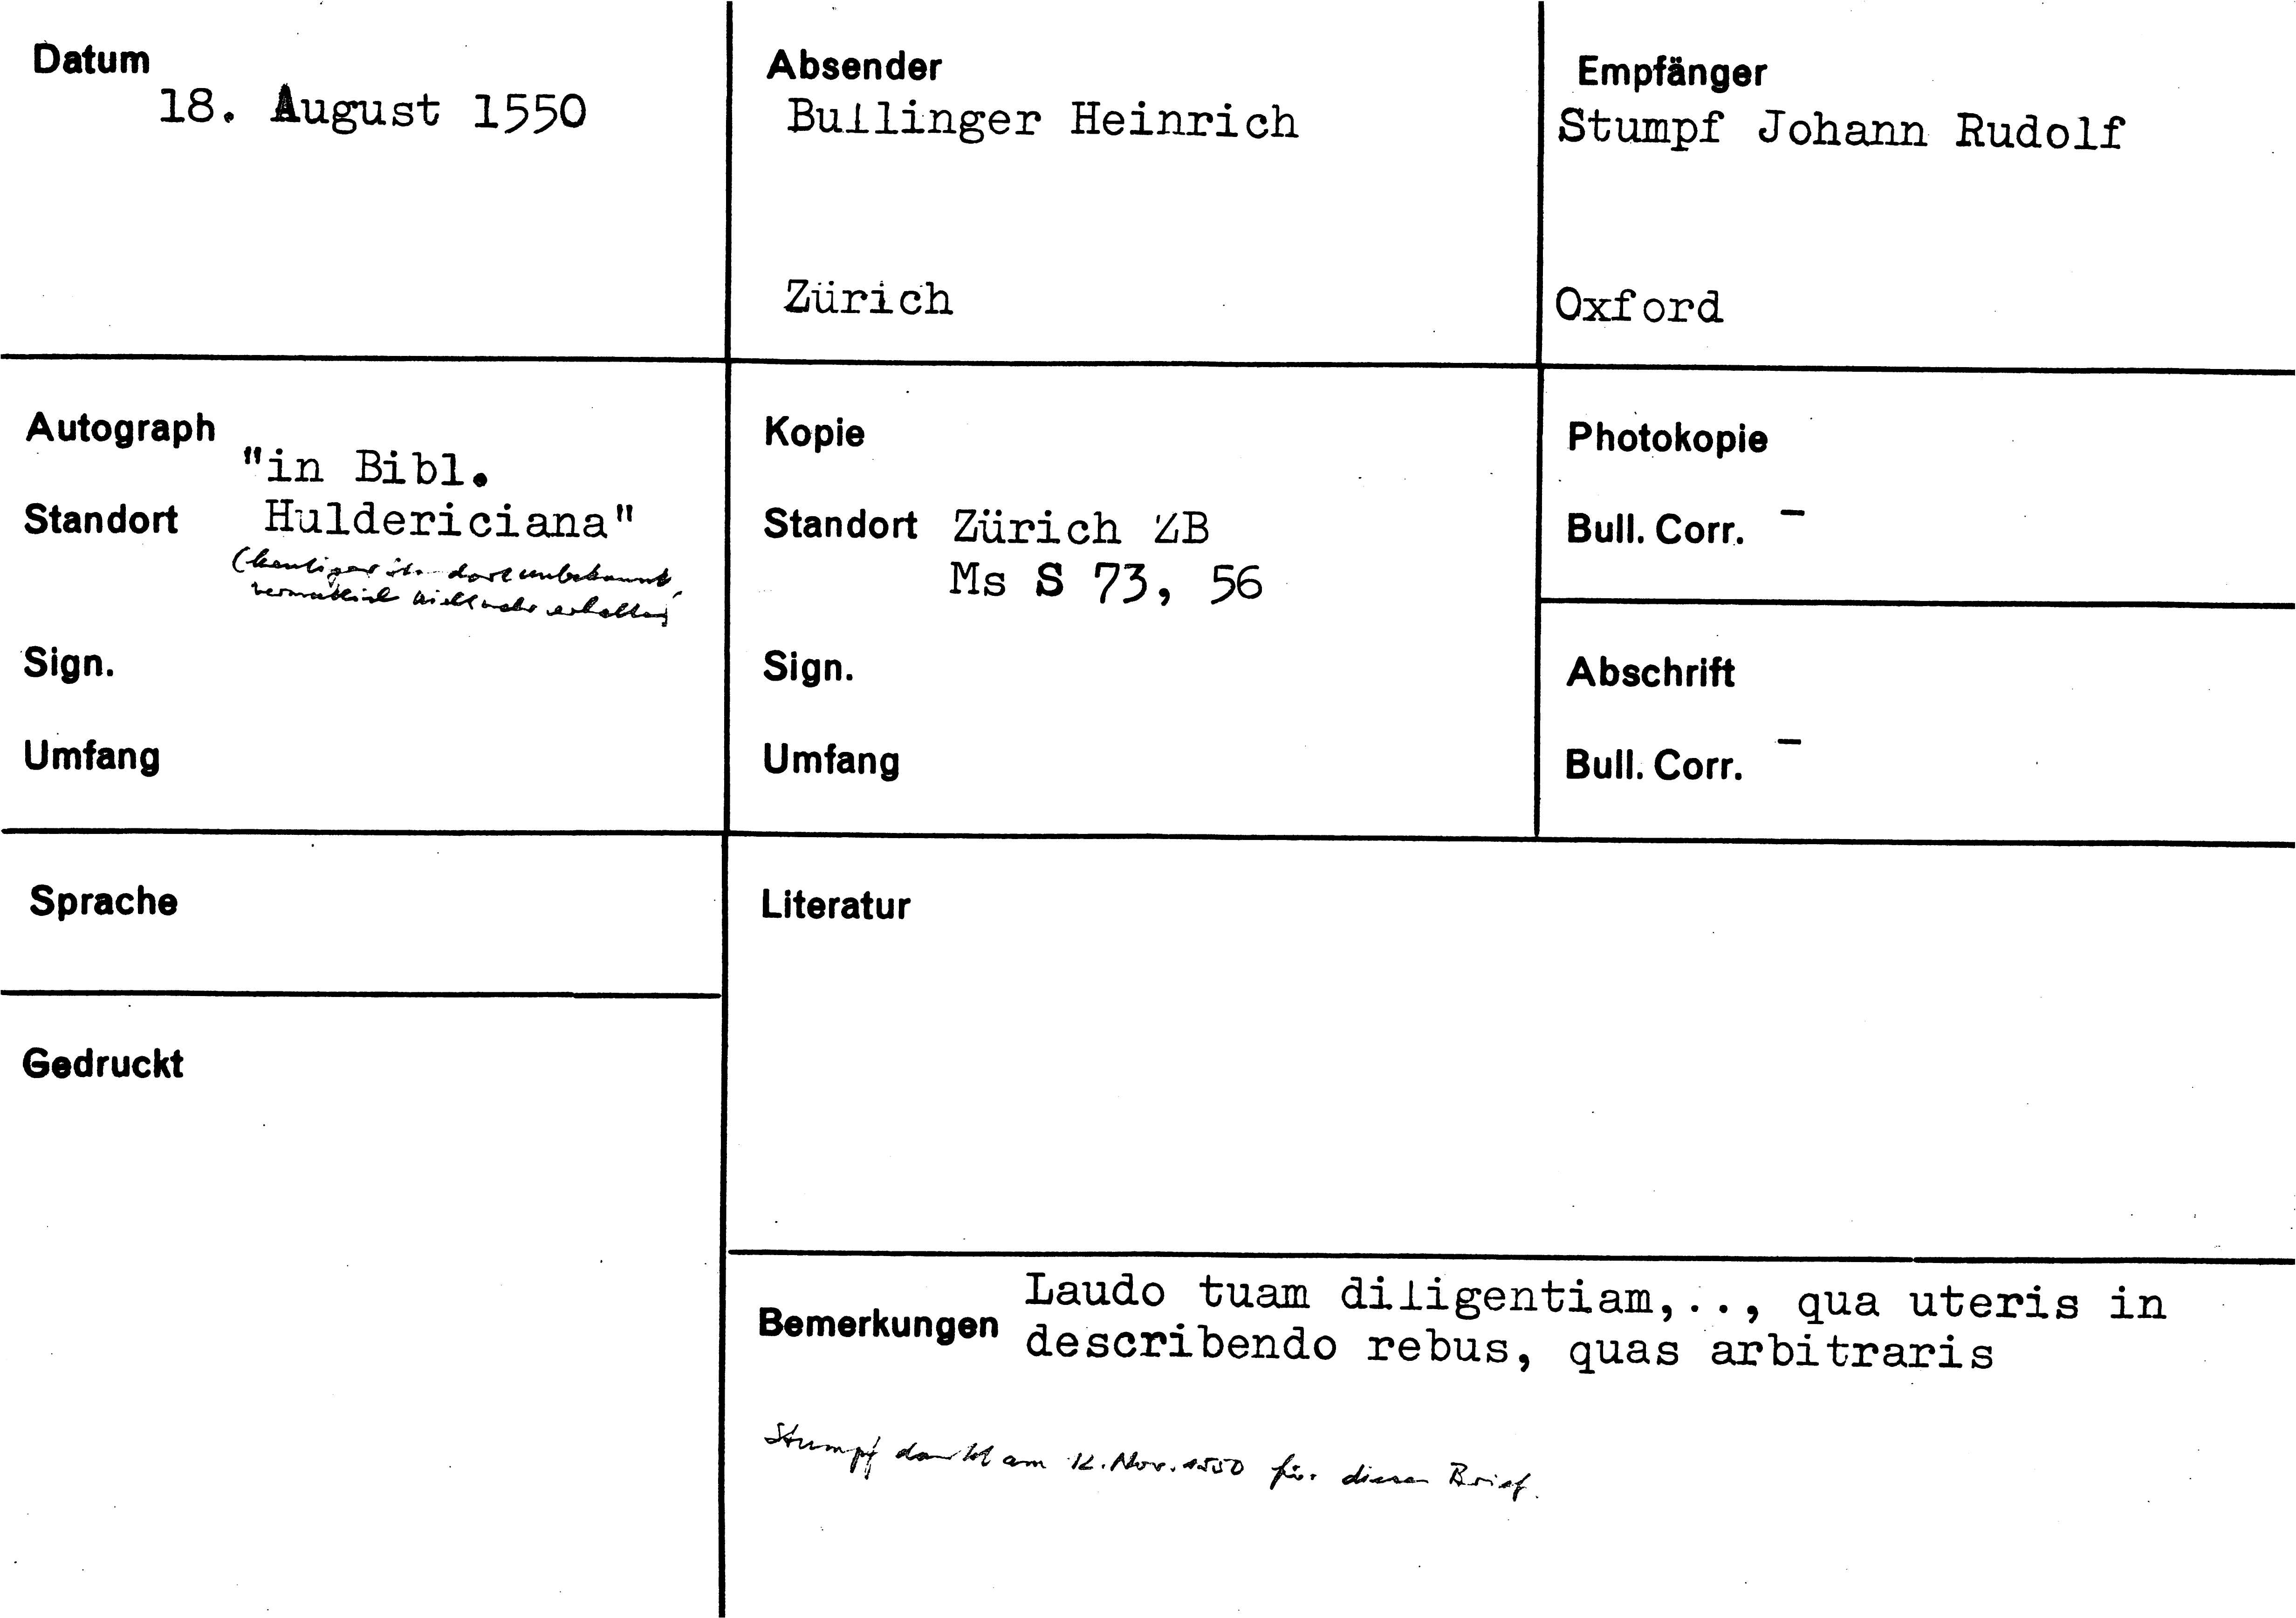 Datum
18. August 1550
Absender
Bullinger Heinrich
Zürich
Empfänger
Stumpf Johann Rudolf
Oxford
Autograph
"in Bibl.
Standort Huldericiana"
(heutiger unbekannt,
vermutlich nicht mehr erhalten)
Sign.
Umfang
Kopie
Standort Zürich ZB
Ms S 73, 56
Sign.
Umfang
Photokopie
Bull. Corr. -
Abschrift
Bull. Corr. -
Sprache
Gedruckt
Literatur
Bemerkungen
Laudo tuam diligentiam,.., qua uteris in
describendo rebus, quas arbitraris
Stumpf dankt am 12. Nov. 1550 für diesen Brief.